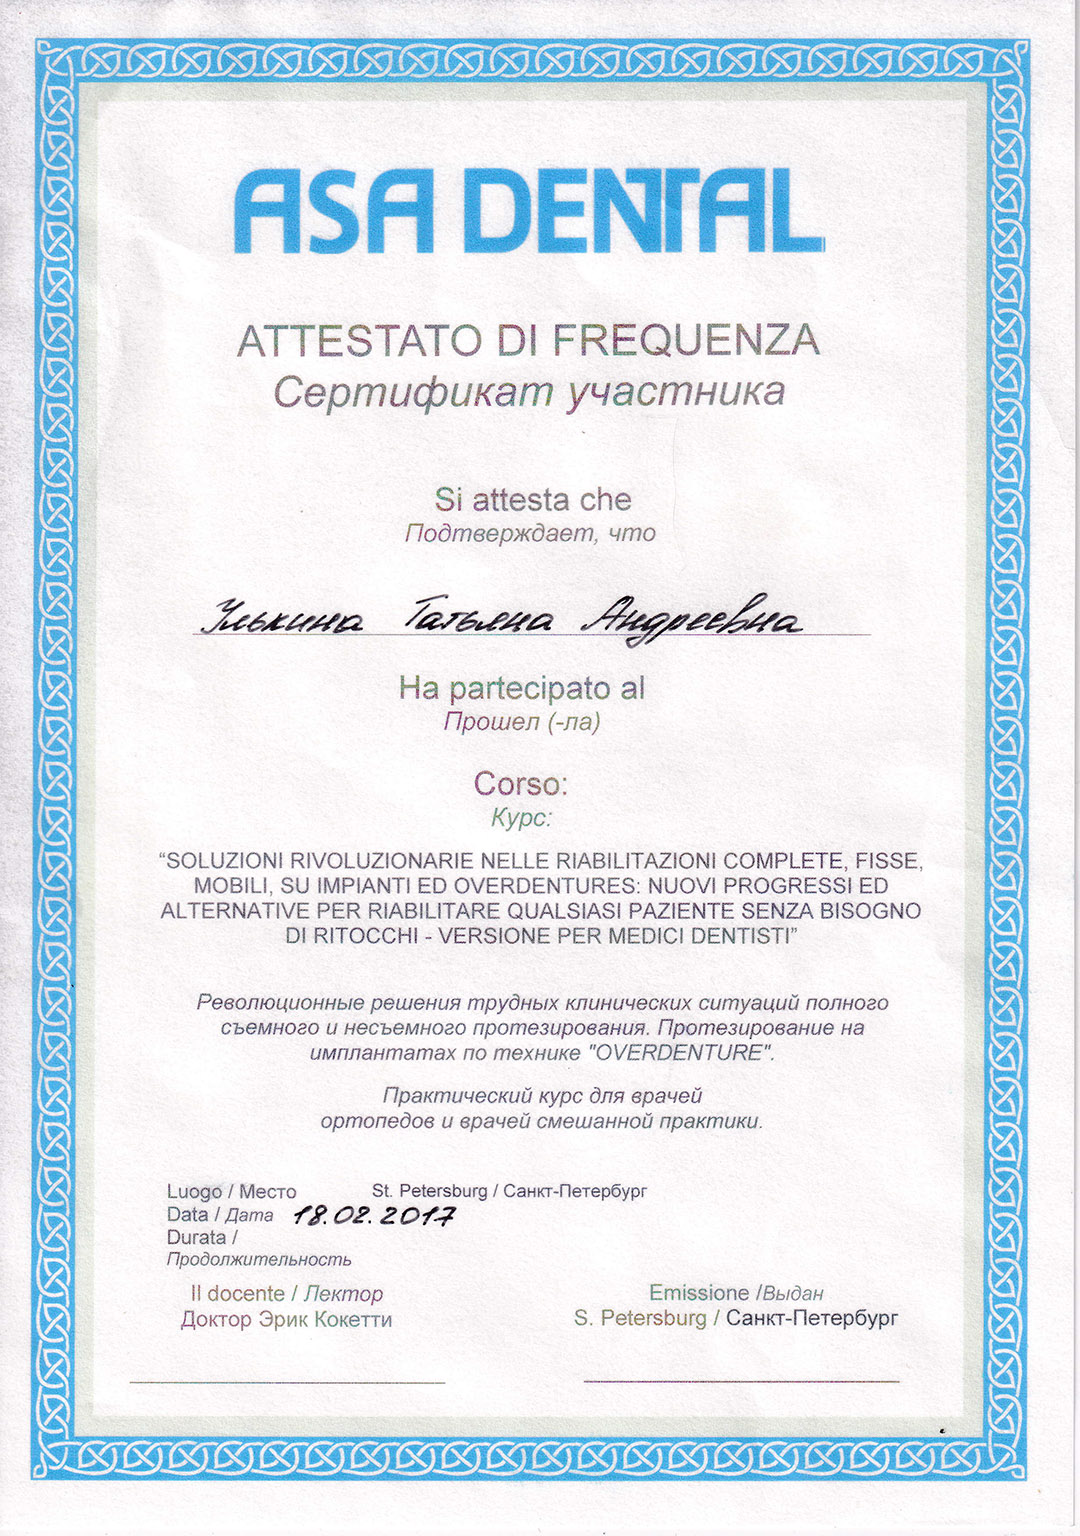 ASA DENTAL
ATTESTATO DI FREQUENZA
Сертификат участника
Si attesta che
Подтверждает, что
Улькина Татьяна Андреевна
Ha partecipato al
Прошел (-ла)
Corso:
Курс:
“SOLUZIONI RIVOLUZIONARIE NELLE RIABILITAZIONI COMPLETE, FISSE,
MOBILI, SU IMPIANTI ED OVERDENTURES: NUOVI PROGRESSI ED
ALTERNATIVE PER RIABILITARE QUALSIASI PAZIENTE SENZA BISOGNO
DI RITOCCHI - VERSIONE PER MEDICI DENTISTI”
Революционные решения трудных клинических ситуаций полного
съемного и несъемного протезирования. Протезирование на
имплантатах по технике "OVERDENTURE".
Практический курс для врачей
ортопедов и врачей смешанной практики.
Luogo / Место St. Petersburg / Санкт-Петербург
Data / Дата 18.02.2017
Durata /
Продолжительность
Il docente / Лектор Emissione /Выдан
Доктор Эрик Кокетти S. Petersburg / Санкт-Петербург